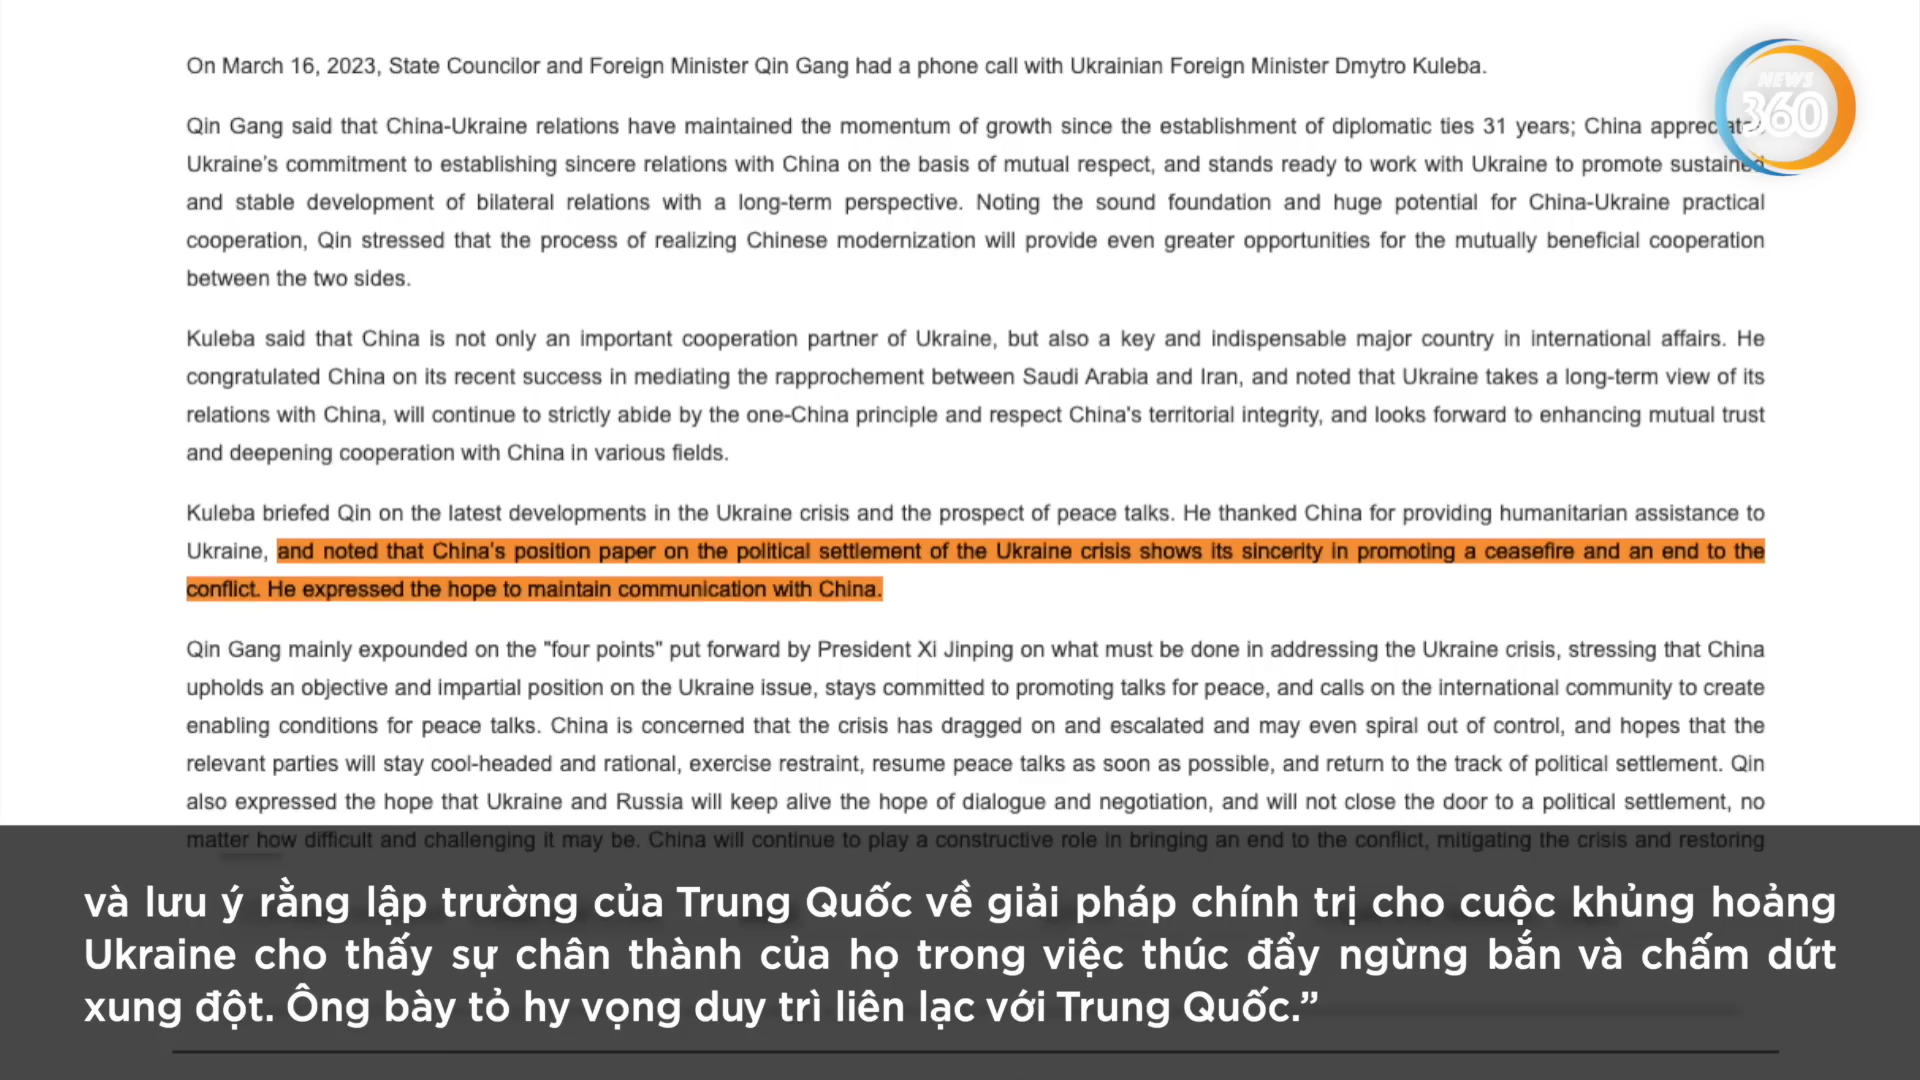 On March 16, 2023, State Councilor and Foreign Minister Qin Gang had a phone call with Ukrainian Foreign Minister Dmytro Kuleba.
NEWS
360
Qin Gang said that China-Ukraine relations have maintained the momentum of growth since the establishment of diplomatic ties 31 years; China appreciates
Ukraine's commitment to establishing sincere relations with China on the basis of mutual respect, and stands ready to work with Ukraine to promote sustained
and stable development of bilateral relations with a long-term perspective. Noting the sound foundation and huge potential for China-Ukraine practical
cooperation, Qin stressed that the process of realizing Chinese modernization will provide even greater opportunities for the mutually beneficial cooperation
between the two sides.
Kuleba said that China is not only an important cooperation partner of Ukraine, but also a key and indispensable major country in international affairs. He
congratulated China on its recent success in mediating the rapprochement between Saudi Arabia and Iran, and noted that Ukraine takes a long-term view of its
relations with China, will continue to strictly abide by the one-China principle and respect China's territorial integrity, and looks forward to enhancing mutual trust
and deepening cooperation with China in various fields.
Kuleba briefed Qin on the latest developments in the Ukraine crisis and the prospect of peace talks. He thanked China for providing humanitarian assistance to
Ukraine, and noted that China's position paper on the political settlement of the Ukraine crisis shows its sincerity in promoting a ceasefire and an end to the
conflict. He expressed the hope to maintain communication with China.
Qin Gang mainly expounded on the "four points" put forward by President Xi Jinping on what must be done in addressing the Ukraine crisis, stressing that China
upholds an objective and impartial position on the Ukraine issue, stays committed to promoting talks for peace, and calls on the international community to create
enabling conditions for peace talks. China is concerned that the crisis has dragged on and escalated and may even spiral out of control, and hopes that the
relevant parties will stay cool-headed and rational, exercise restraint, resume peace talks as soon as possible, and return to the track of political settlement. Qin
also expressed the hope that Ukraine and Russia will keep alive the hope of dialogue and negotiation, and will not close the door to a political settlement, no
matter how difficult and challenging it may be. China will continue to play a constructive role in bringing an end to the conflict, mitigating the crisis and restoring
và lưu ý rằng lập trường của Trung Quốc về giải pháp chính trị cho cuộc khủng hoảng
Ukraine cho thấy sự chân thành của họ trong việc thúc đẩy ngừng bắn và chấm dứt
xung đột. Ông bày tỏ hy vọng duy trì liên lạc với Trung Quốc.”